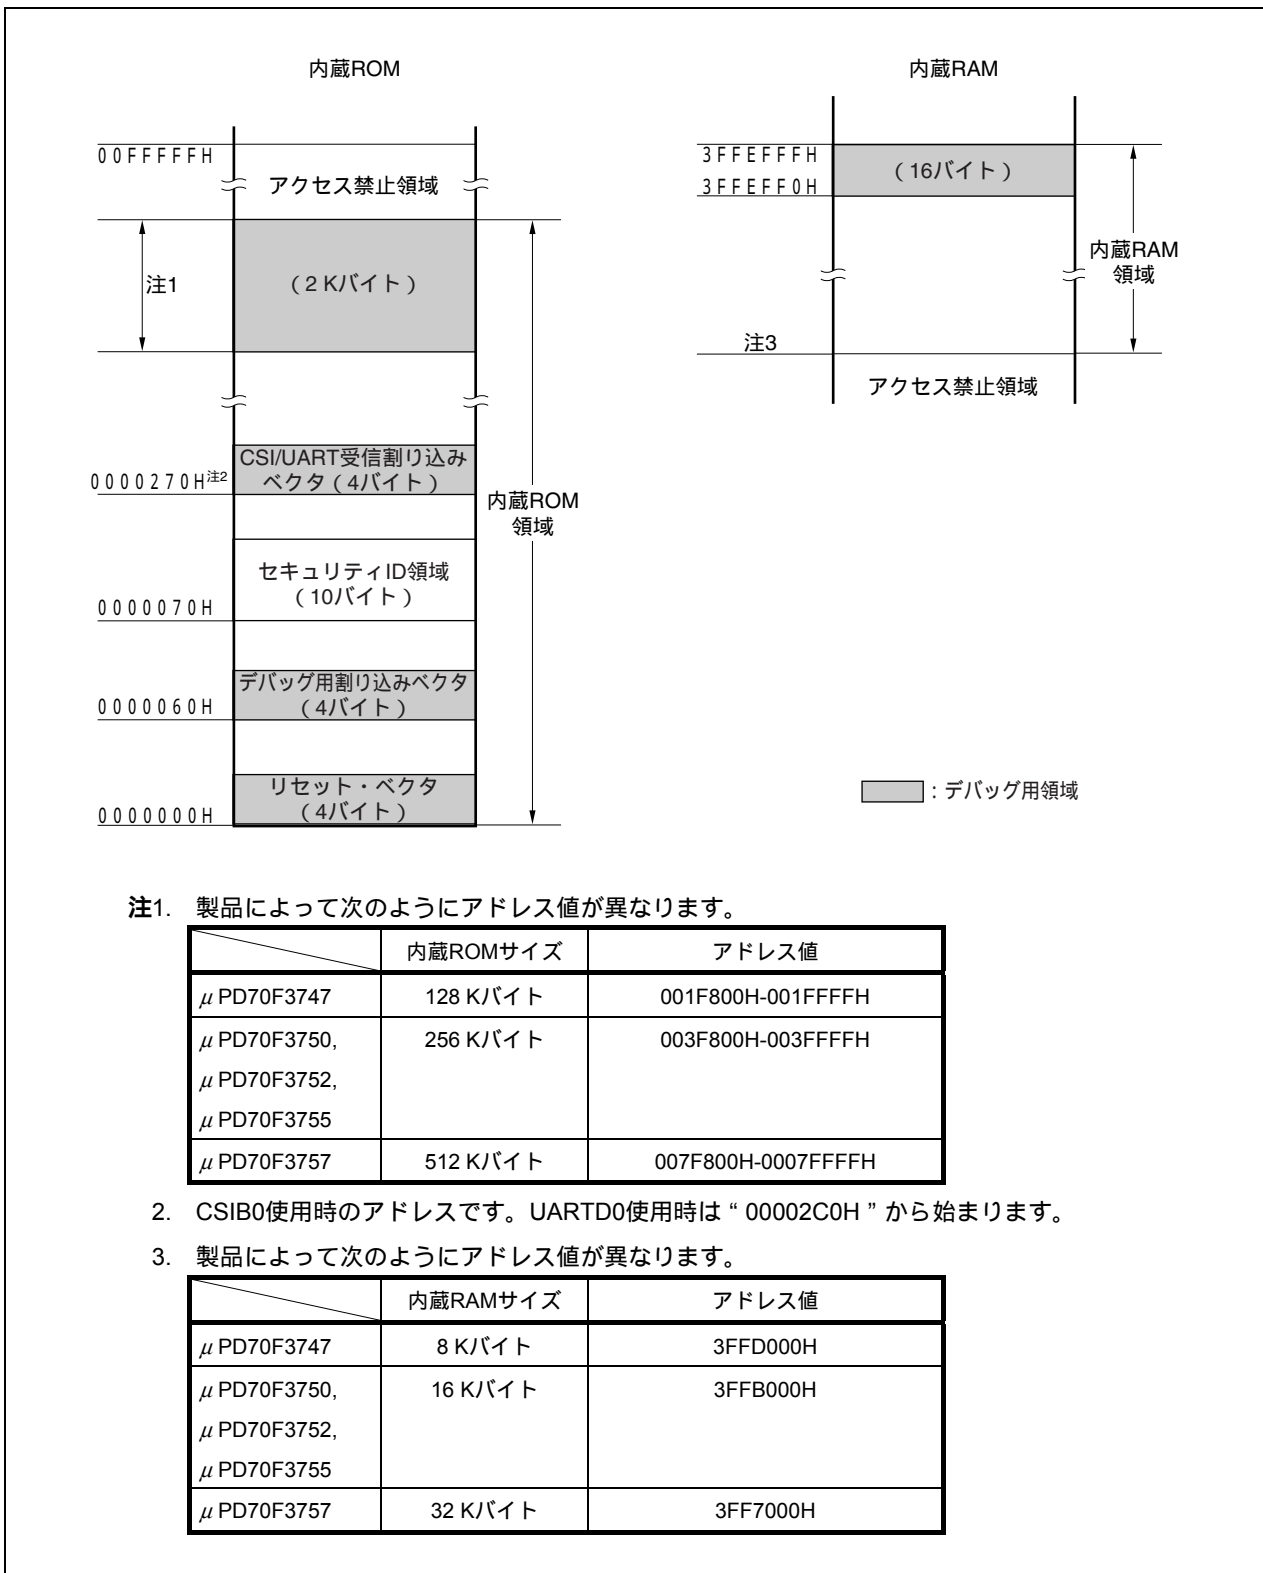 内蔵ROM
00FFFFFH
アクセス禁止領域
注1
(2 Kバイト)
CSI/UART受信割り込み
ベクタ(4バイト)
0000270H注2
内蔵ROM
領域
セキュリティID領域
(10バイト)
0000070H
デバッグ用割り込みベクタ
(4バイト)
0000060H
リセット・ベクタ
(4バイト)
0000000H
内蔵RAM
3FFEFFFH
(16バイト)
3FFEFF0H
内蔵RAM
領域
注3
アクセス禁止領域
:デバッグ用領域
注1. 製品によって次のようにアドレス値が異なります。
内蔵ROMサイズ アドレス値
μPD70F3747 128 Kバイト 001F800H-001FFFFH
μPD70F3750, 256 Kバイト 003F800H-003FFFFH
μPD70F3752,
μPD70F3755
μPD70F3757 512 Kバイト 007F800H-0007FFFFH
2. CSIB0使用時のアドレスです。UARTD0使用時は“00002C0H”から始まります。
3. 製品によって次のようにアドレス値が異なります。
内蔵RAMサイズ アドレス値
μPD70F3747 8 Kバイト 3FFD000H
μPD70F3750, 16 Kバイト 3FFB000H
μPD70F3752,
μPD70F3755
μPD70F3757 32 Kバイト 3FF7000H